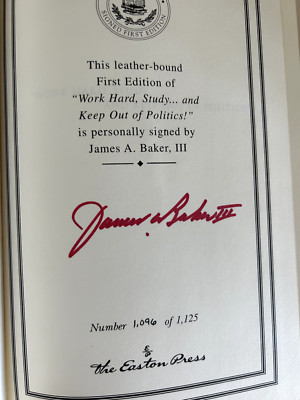 SIGNED FIRST EDITION
This leather-bound
First Edition of
“Work Hard, Study... and
Keep Out of Politics!”
is personally signed by
James A. Baker, III
James A. Baker III
Number 1,096 of 1,125
The Easton Press